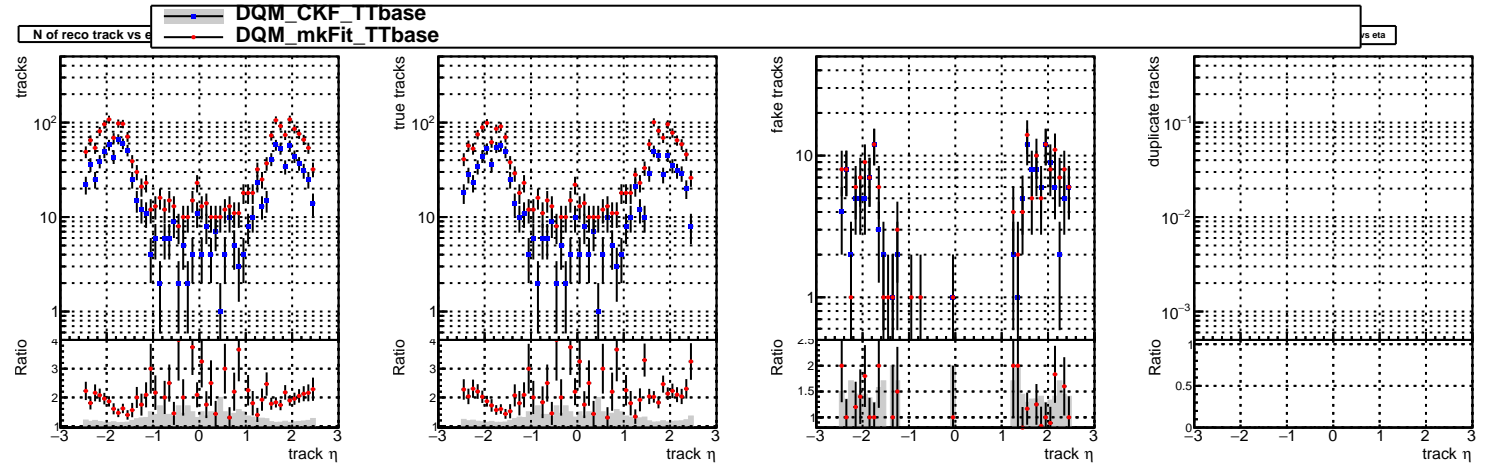 DQM_CKF_TTbase
DQM_mkFit_TTbase
N of reco track vs e
vs eta
tracks
10²
10
1
Ratio
4
3
2
1
−3 −2 −1 0 1 2 3
track η
true tracks
10²
10
1
Ratio
4
3
2
1
−3 −2 −1 0 1 2 3
track η
fake tracks
10
1
Ratio
2.5
2
1.5
1
−3 −2 −1 0 1 2 3
track η
duplicate tracks
10⁻¹
10⁻²
10⁻³
Ratio
1
0.5
0
−3 −2 −1 0 1 2 3
track η